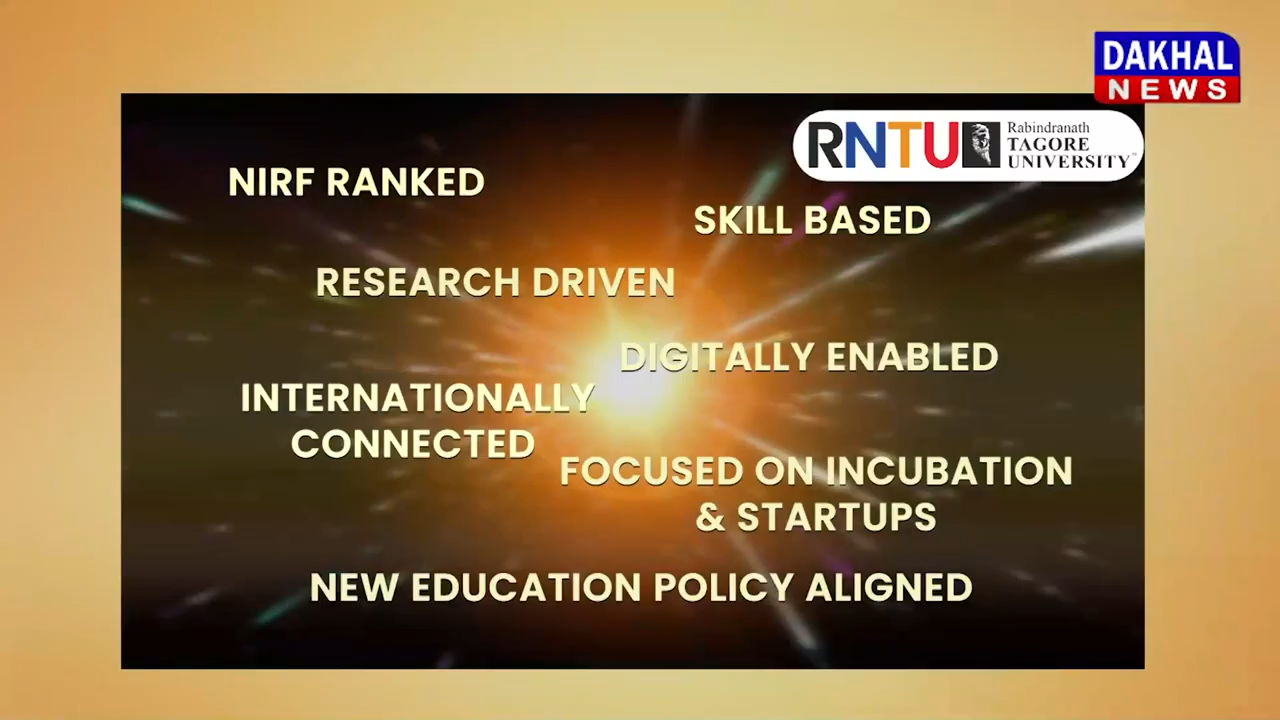 DAKHAL
NEWS
RNTU
Rabindranath
TAGORE
UNIVERSITY™
NIRF RANKED
SKILL BASED
RESEARCH DRIVEN
DIGITALLY ENABLED
INTERNATIONALLY
CONNECTED
FOCUSED ON INCUBATION
& STARTUPS
NEW EDUCATION POLICY ALIGNED